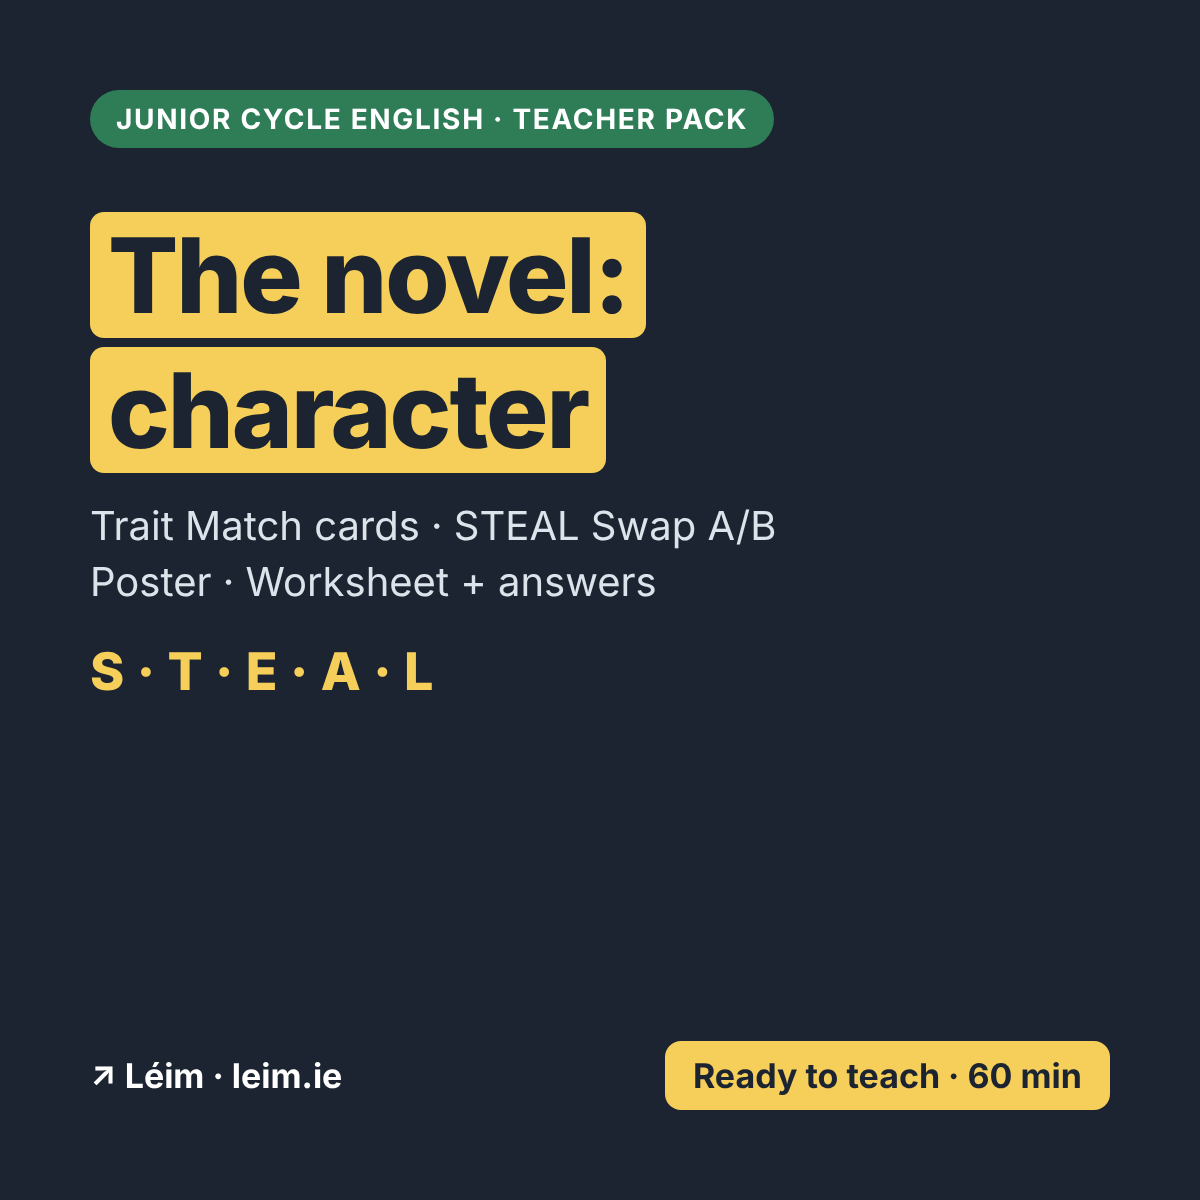 JUNIOR CYCLE ENGLISH · TEACHER PACK
The novel:
character
Trait Match cards · STEAL Swap A/B
Poster · Worksheet + answers
S · T · E · A · L
↗ Léim · leim.ie
Ready to teach · 60 min